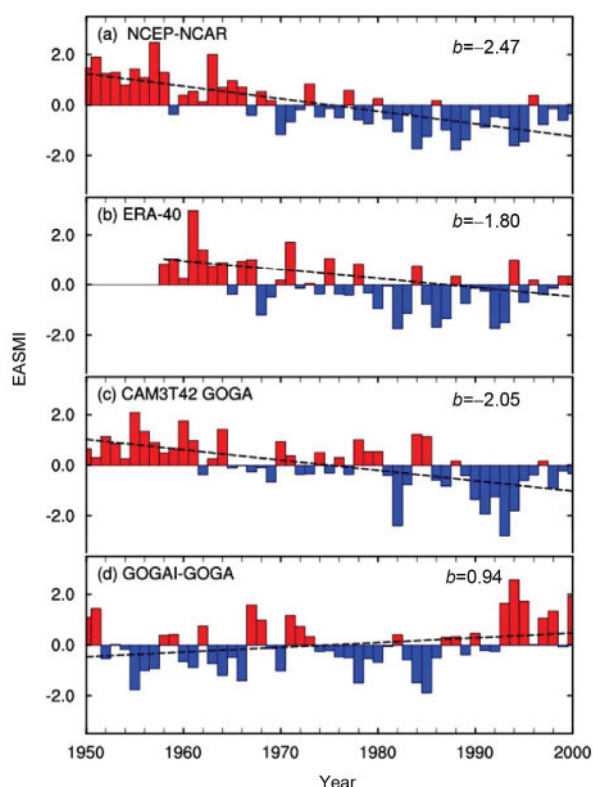 (a) NCEP-NCAR b=−2.47
2.0
0.0
-2.0
(b) ERA-40 b=−1.80
2.0
0.0
-2.0
EASMI
(c) CAM3T42 GOGA b=−2.05
2.0
0.0
-2.0
(d) GOGAI-GOGA b=0.94
2.0
0.0
-2.0
1950 1960 1970 1980 1990 2000
Year